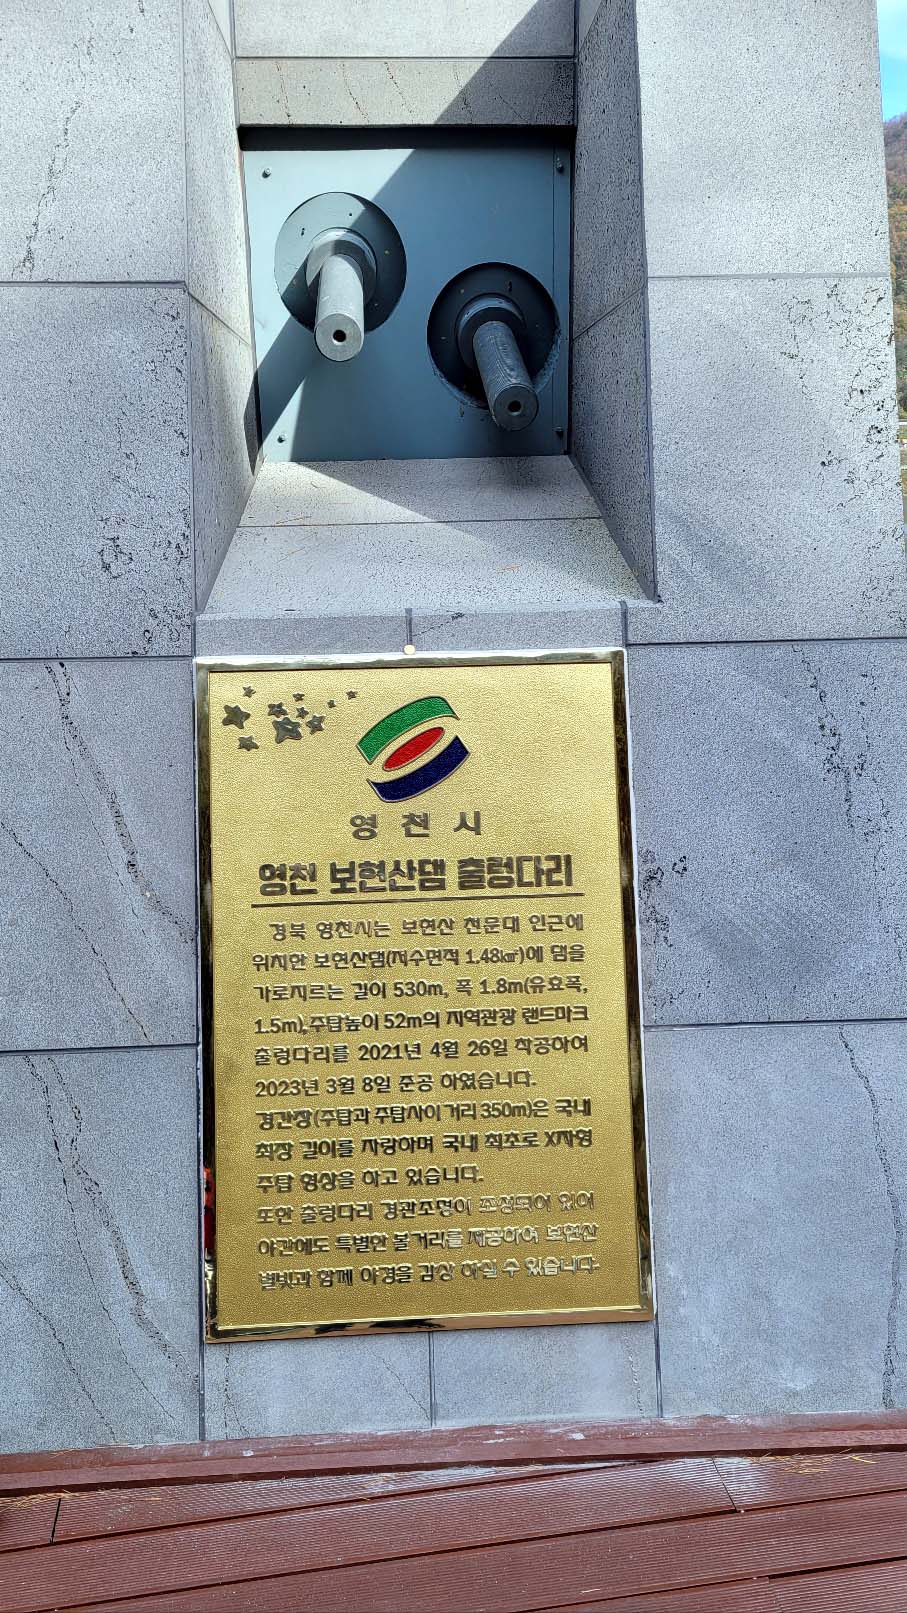 영천시
영천 보현산댐 출렁다리
경북 영천시는 보현산 천문대 인근에
위치한 보현산댐(저수면적 1.48㎢)에 댐을
가로지르는 길이 530m, 폭 1.8m(유효폭,
1.5m),주탑높이 52m의 지역관광 랜드마크
출렁다리를 2021년 4월 26일 착공하여
2023년 3월 8일 준공 하였습니다.
경간장(주탑과 주탑사이 거리 350m)은 국내
최장 길이를 자랑하며 국내 최초로 X자형
주탑 형상을 하고 있습니다.
또한 출렁다리 경관조명이 조성되어 있어
야간에도 특별한 볼거리를 제공하여 보현산
별빛과 함께 야경을 감상 하실 수 있습니다.